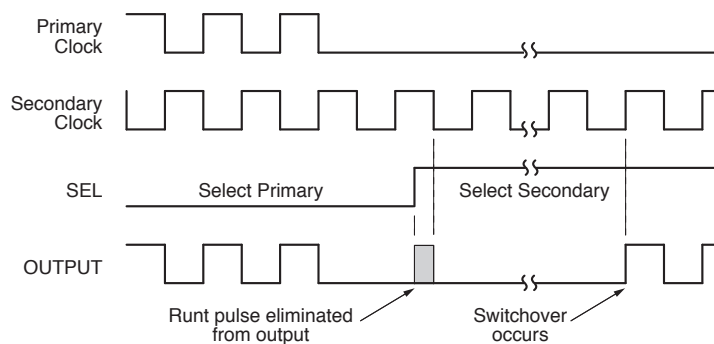 Primary
Clock
Secondary
Clock
SEL
Select Primary
Select Secondary
OUTPUT
Runt pulse eliminated
from output
Switchover
occurs